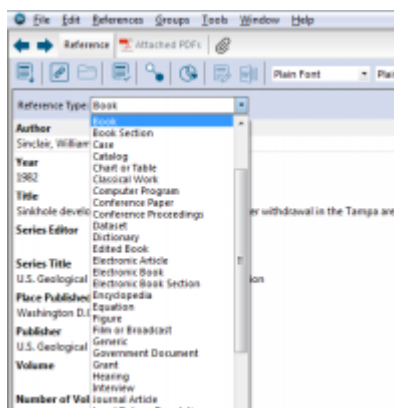 File Edit References Groups Tools Window Help
Reference Attached PDFs
Plain Font Plai
Reference Type: Book
Book
Book Section
Case
Catalog
Chart or Table
Classical Work
Computer Program
Conference Paper
Conference Proceedings
Dataset
Dictionary
Edited Book
Electronic Article
Electronic Book
Electronic Book Section
Encyclopedia
Equation
Figure
Film or Broadcast
Generic
Government Document
Grant
Hearing
Interview
Journal Article
Author
Sinclair, William
Year
1982
Title
Sinkhole develo er withdrawal in the Tampa are
Series Editor
Series Title
U.S. Geological ion
Place Published
Washington D.
Publisher
U.S. Geological
Volume
Number of Vol